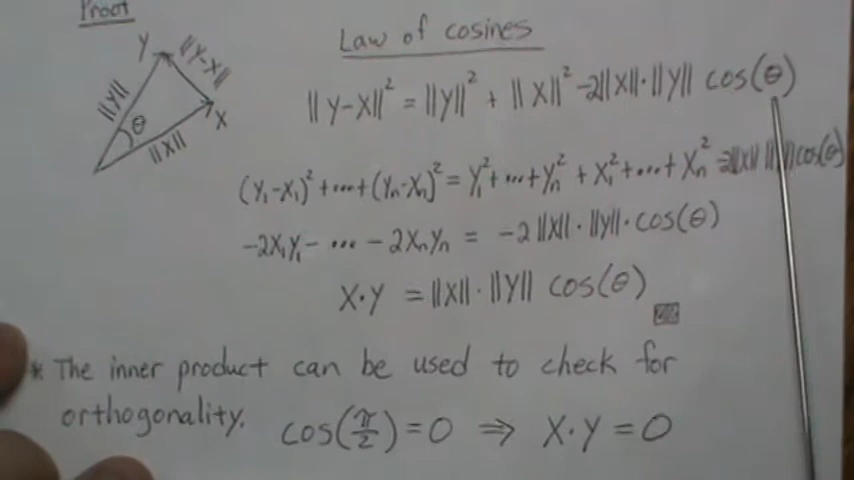 Proof
Law of cosines
Y
||Y-X||
||Y||
θ
X
||X||
||Y-X||² = ||Y||² + ||X||² -2||X||·||Y|| cos(θ)
(Y₁-X₁)²+···+(Yₙ-Xₙ)² = Y₁²+···+Yₙ² + X₁²+···+Xₙ² -2||X|| ||Y||cos(θ)
-2X₁Y₁- ··· - 2XₙYₙ = -2||X||·||Y||·cos(θ)
X·Y = ||X||·||Y|| cos(θ)
* The inner product can be used to check for
orthogonality. cos(π/2)=0 ⇒ X·Y=0